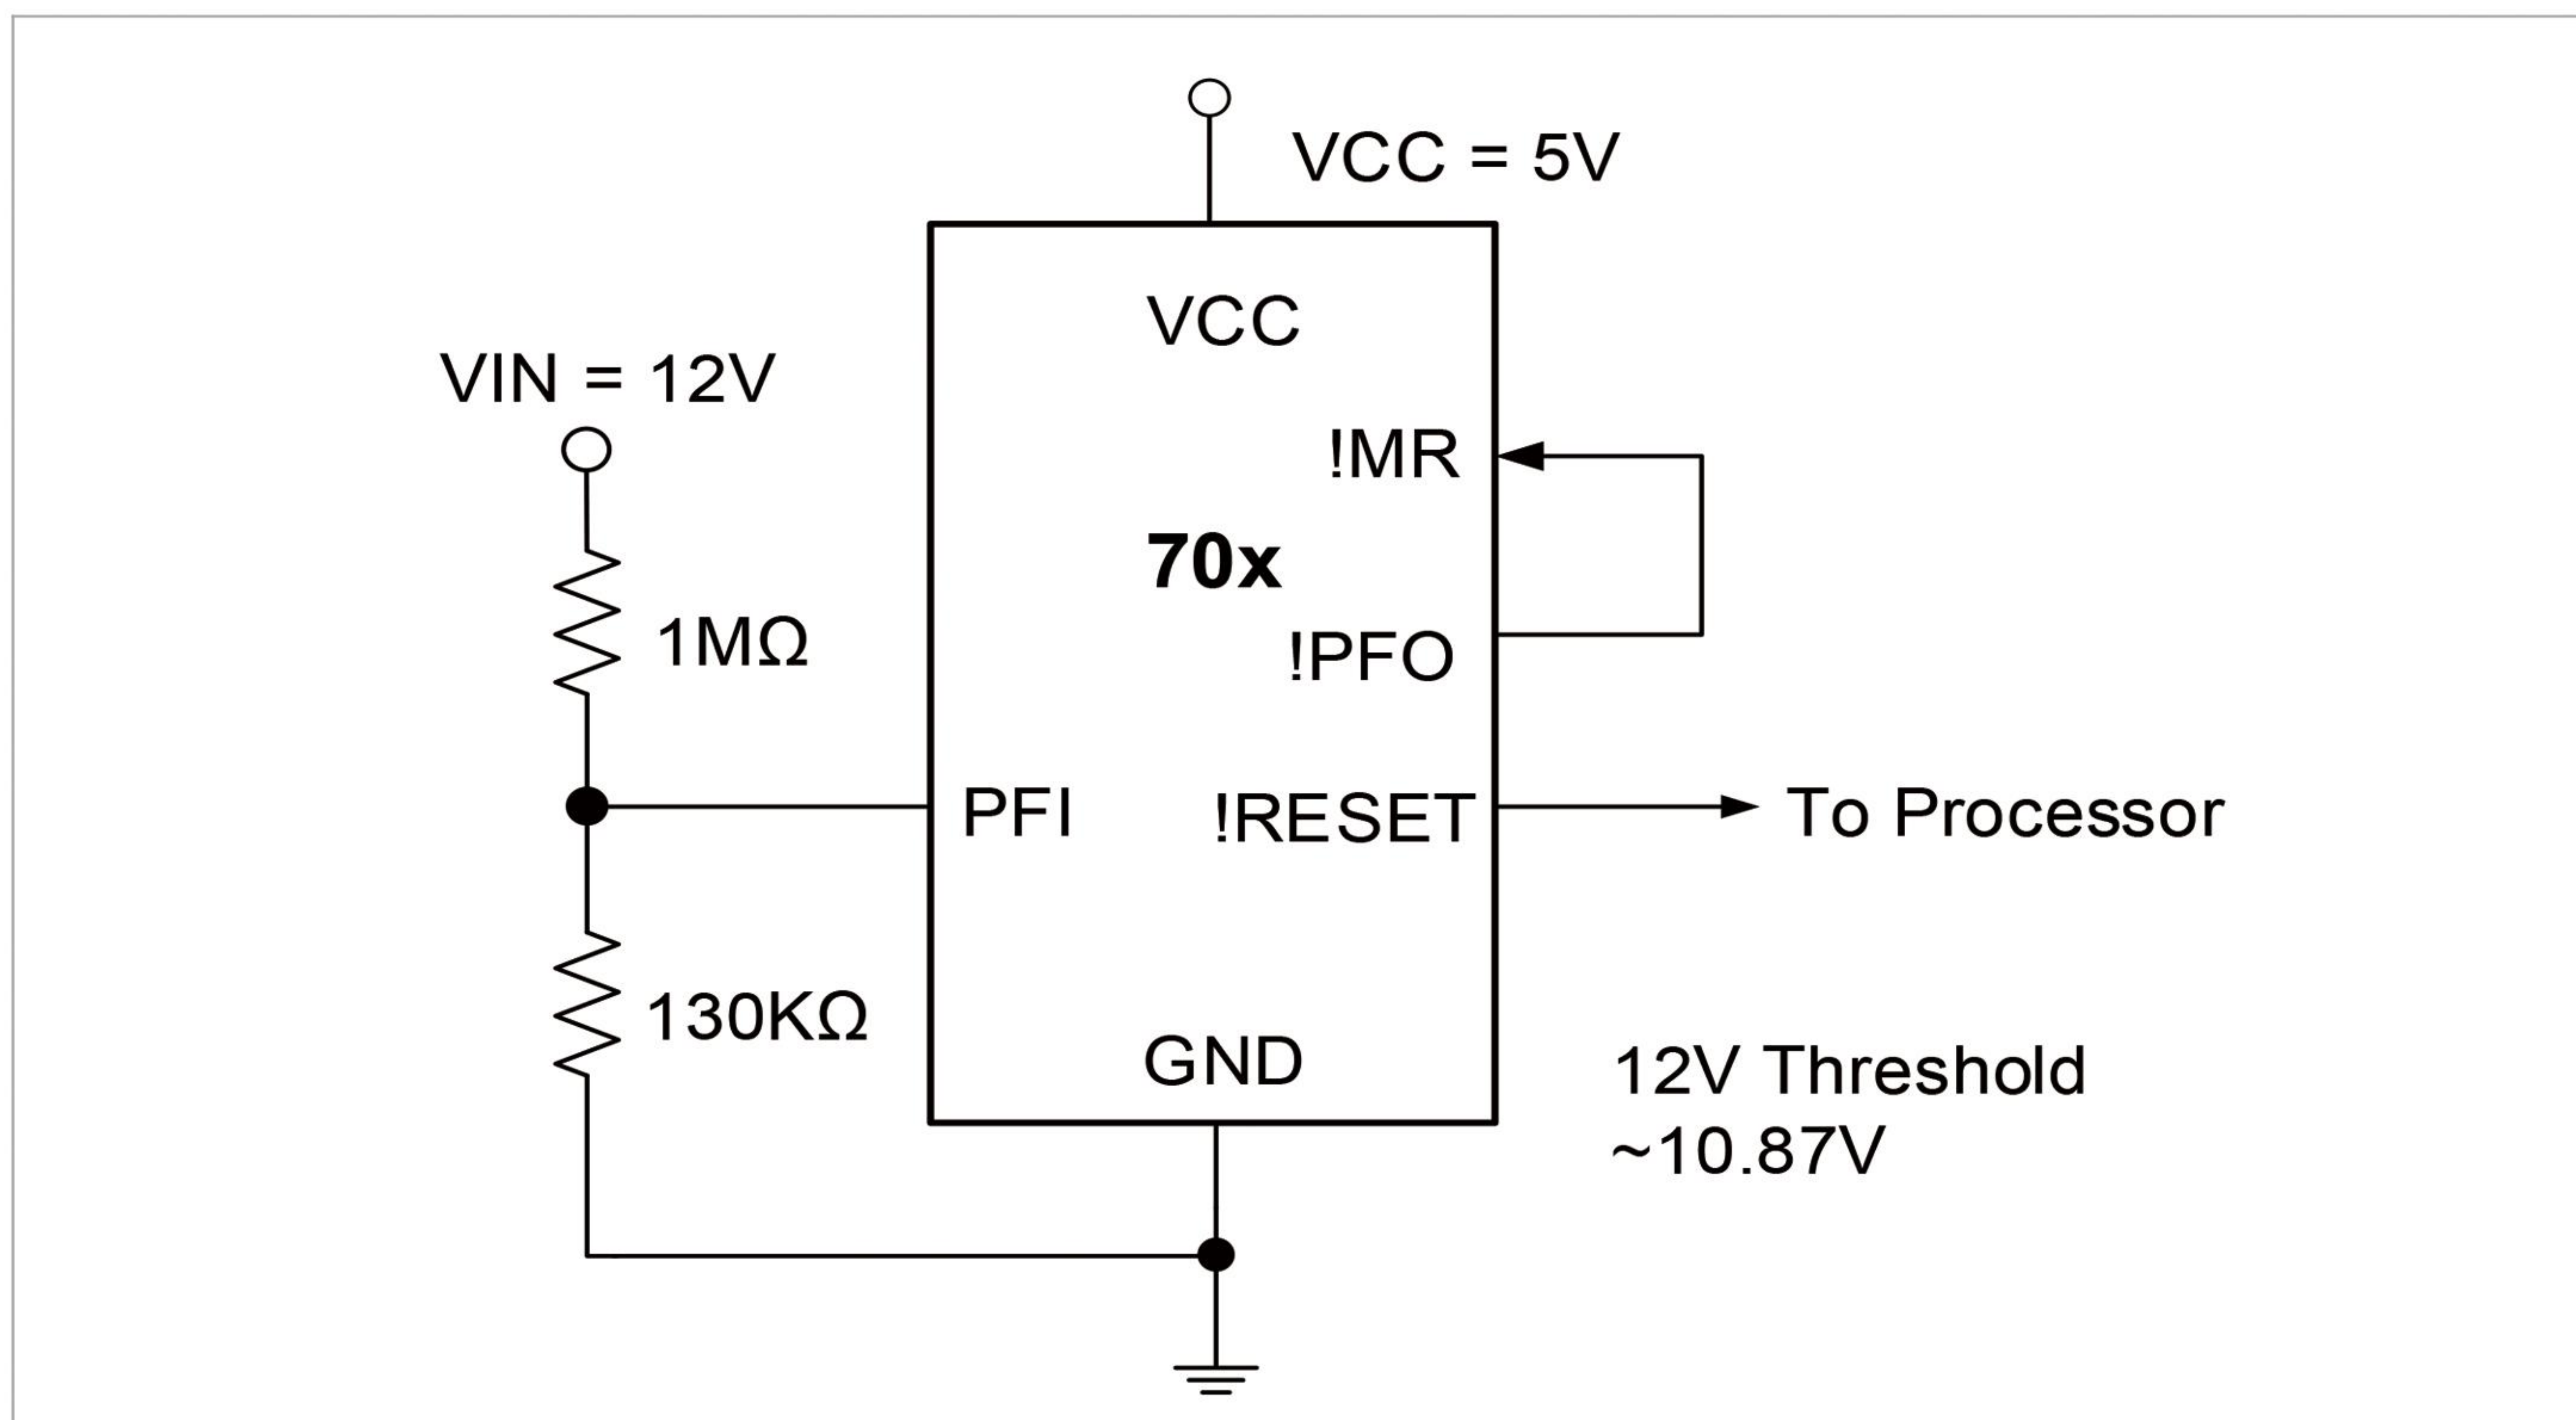 VCC = 5V
VIN = 12V
VCC
!MR
70x
1MΩ
!PFO
PFI
!RESET
To Processor
130KΩ
GND
12V Threshold
~10.87V